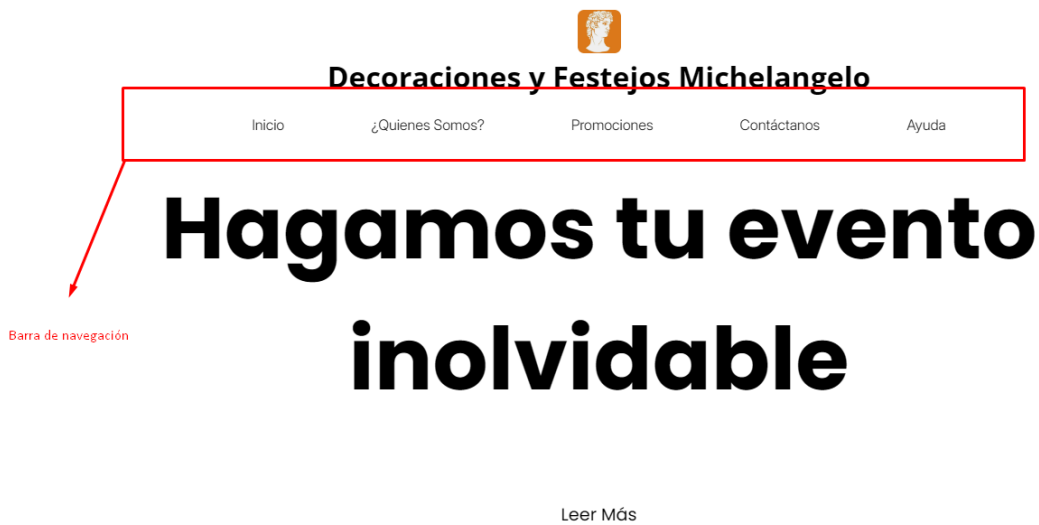 Decoraciones y Festejos Michelangelo
Inicio ¿Quienes Somos? Promociones Contáctanos Ayuda
Hagamos tu evento
inolvidable
Barra de navegación
Leer Más